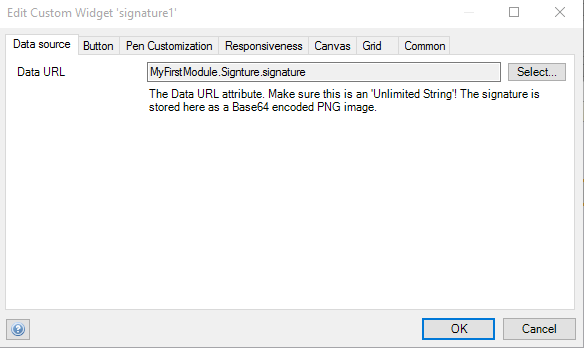 Edit Custom Widget 'signature1'
Data source Button Pen Customization Responsiveness Canvas Grid Common
Data URL MyFirstModule.Signture.signature Select...
The Data URL attribute. Make sure this is an 'Unlimited String'! The signature is
stored here as a Base64 encoded PNG image.
OK Cancel